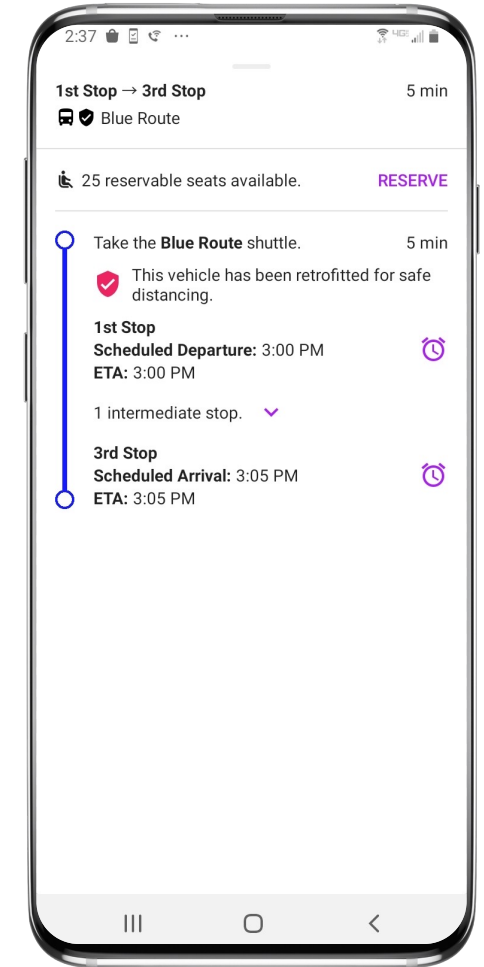 2:37
1st Stop → 3rd Stop 5 min
Blue Route
25 reservable seats available. RESERVE
Take the Blue Route shuttle. 5 min
This vehicle has been retrofitted for safe
distancing.
1st Stop
Scheduled Departure: 3:00 PM
ETA: 3:00 PM
1 intermediate stop.
3rd Stop
Scheduled Arrival: 3:05 PM
ETA: 3:05 PM